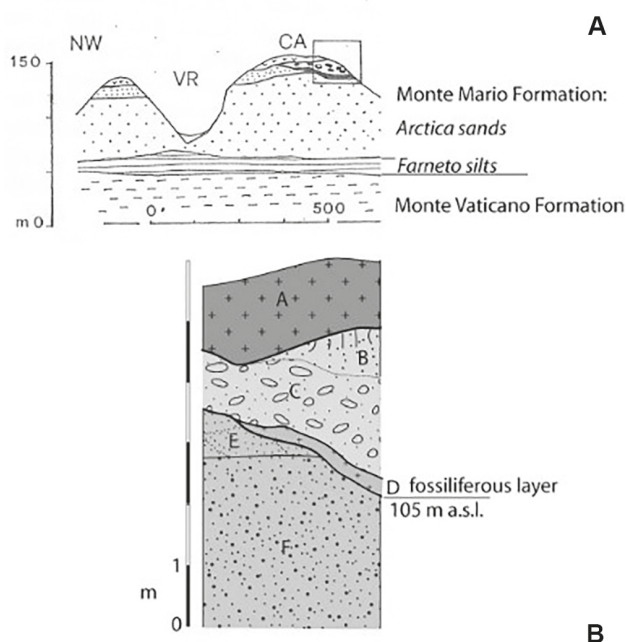 A
NW
CA
150
VR
Monte Mario Formation:
Arctica sands
Farneto silts
Monte Vaticano Formation
m 0
0'
500
A
B
C
E
D fossiliferous layer
105 m a.s.l.
F
1
m
0
B